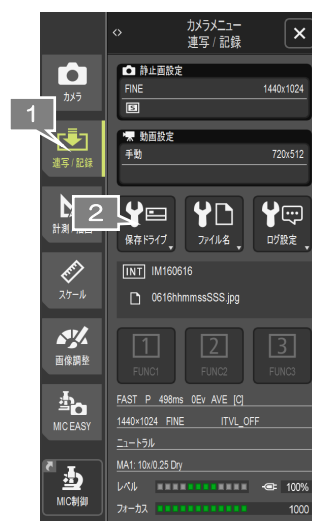 カメラメニュー
連写 / 記録
カメラ
静止画設定
FINE 1440x1024
S
1
連写 / 記録
動画設定
手動 720x512
2
計測
保存ドライブ
ファイル名
ログ設定
INT IM160616
0616hhmmssSSS.jpg
スケール
画像調整
1 2 3
FUNC1 FUNC2 FUNC3
MIC EASY
FAST P 498ms 0Ev AVE [C]
1440×1024 FINE ITVL_OFF
ニュートラル
MA1: 10x/0.25 Dry
MIC制御
レベル 100%
フォーカス 1000